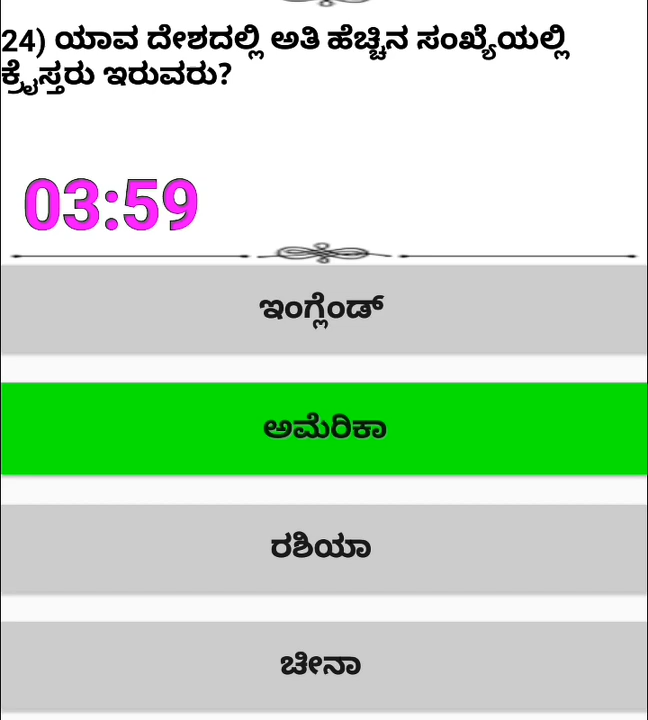 24) ಯಾವ ದೇಶದಲ್ಲಿ ಅತಿ ಹೆಚ್ಚಿನ ಸಂಖ್ಯೆಯಲ್ಲಿ
ಕ್ರೈಸ್ತರು ಇರುವರು?
03:59
ಇಂಗ್ಲೆಂಡ್
ಅಮೆರಿಕಾ
ರಶಿಯಾ
ಚೀನಾ